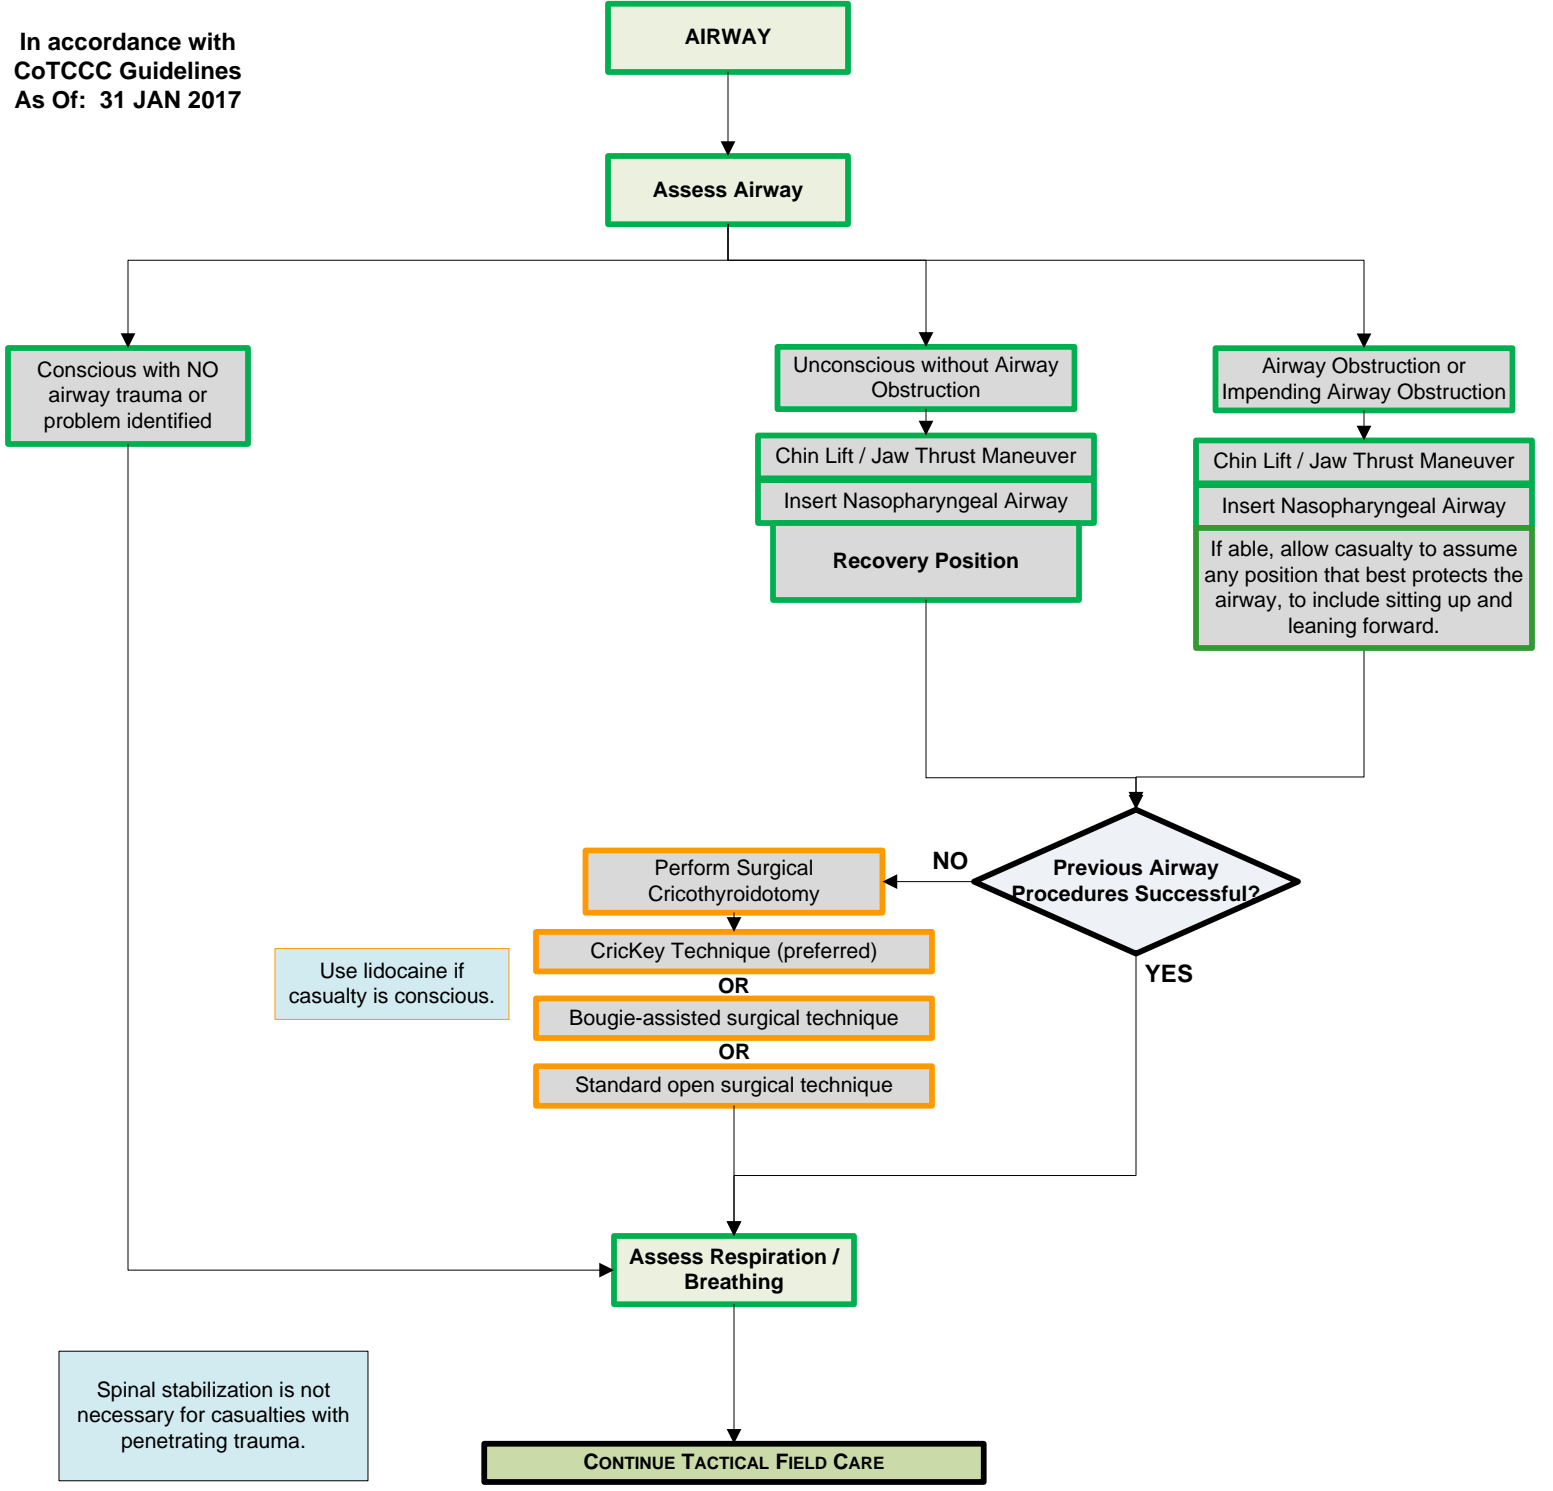 In accordance with
CoTCCC Guidelines
As Of: 31 JAN 2017
AIRWAY
Assess Airway
Conscious with NO
airway trauma or
problem identified
Unconscious without Airway
Obstruction
Chin Lift / Jaw Thrust Maneuver
Insert Nasopharyngeal Airway
Recovery Position
Airway Obstruction or
Impending Airway Obstruction
Chin Lift / Jaw Thrust Maneuver
Insert Nasopharyngeal Airway
If able, allow casualty to assume
any position that best protects the
airway, to include sitting up and
leaning forward.
Previous Airway
Procedures Successful?
NO
YES
Perform Surgical
Cricothyroidotomy
CricKey Technique (preferred)
OR
Bougie-assisted surgical technique
OR
Standard open surgical technique
Use lidocaine if
casualty is conscious.
Assess Respiration /
Breathing
Spinal stabilization is not
necessary for casualties with
penetrating trauma.
CONTINUE TACTICAL FIELD CARE